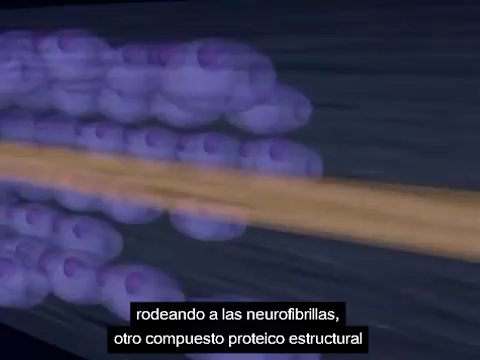 rodeando a las neurofibrillas,
otro compuesto proteico estructural